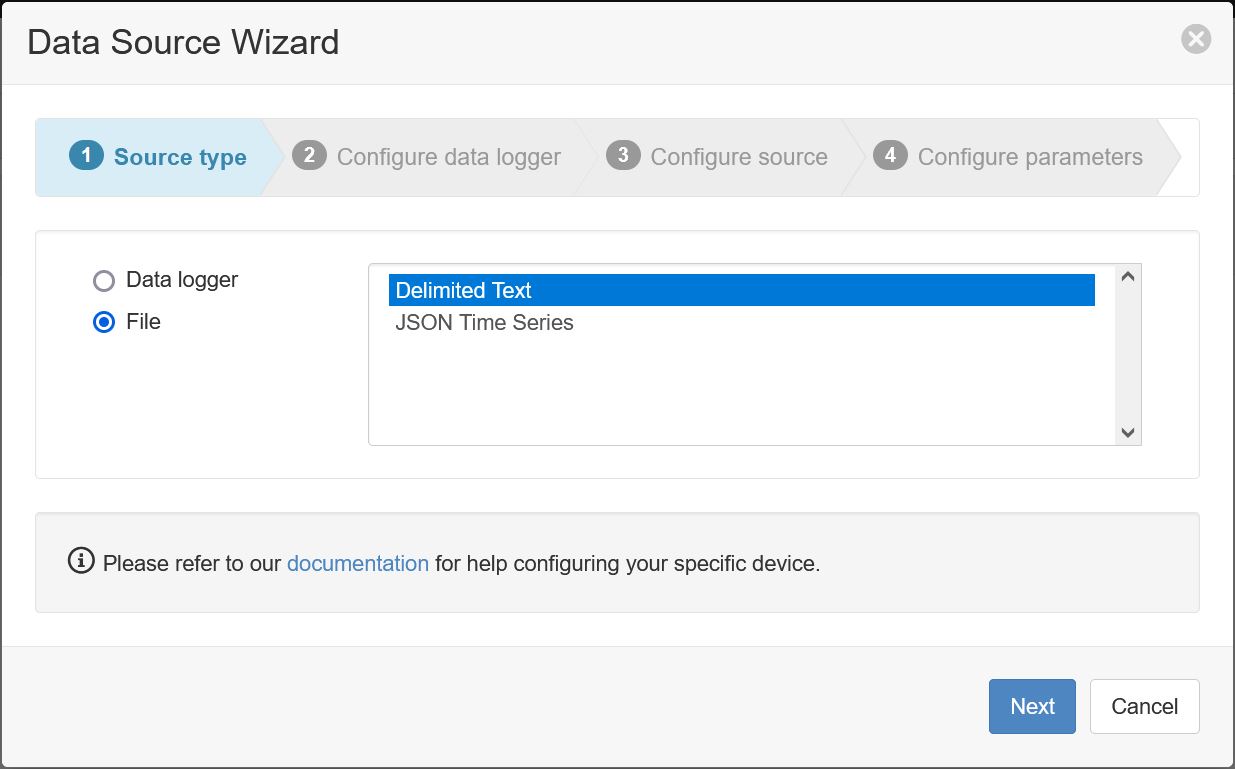 Data Source Wizard
1 Source type 2 Configure data logger 3 Configure source 4 Configure parameters
Data logger
File
Delimited Text
JSON Time Series
Please refer to our documentation for help configuring your specific device.
Next Cancel